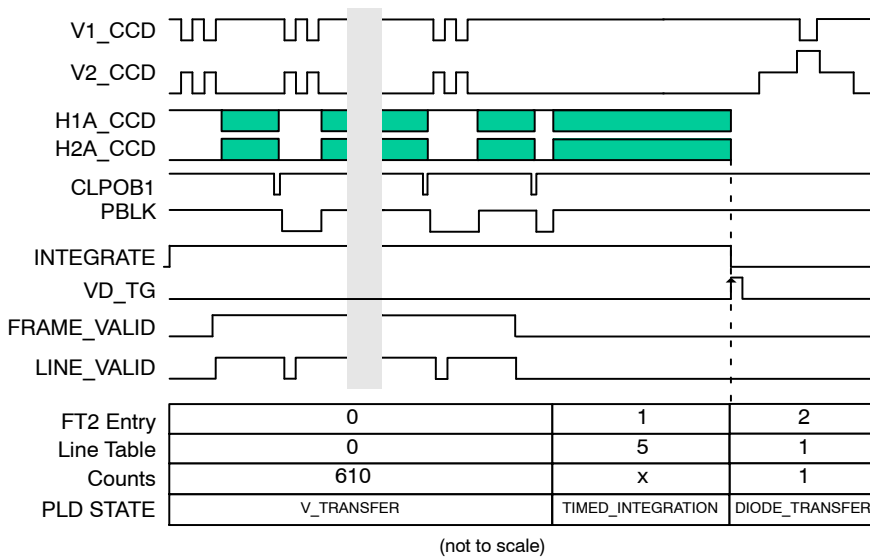 V1_CCD
V2_CCD
H1A_CCD
H2A_CCD
CLPOB1
PBLK
INTEGRATE
VD_TG
FRAME_VALID
LINE_VALID
FT2 Entry 0 1 2
Line Table 0 5 1
Counts 610 x 1
PLD STATE V_TRANSFER TIMED_INTEGRATION DIODE_TRANSFER
(not to scale)